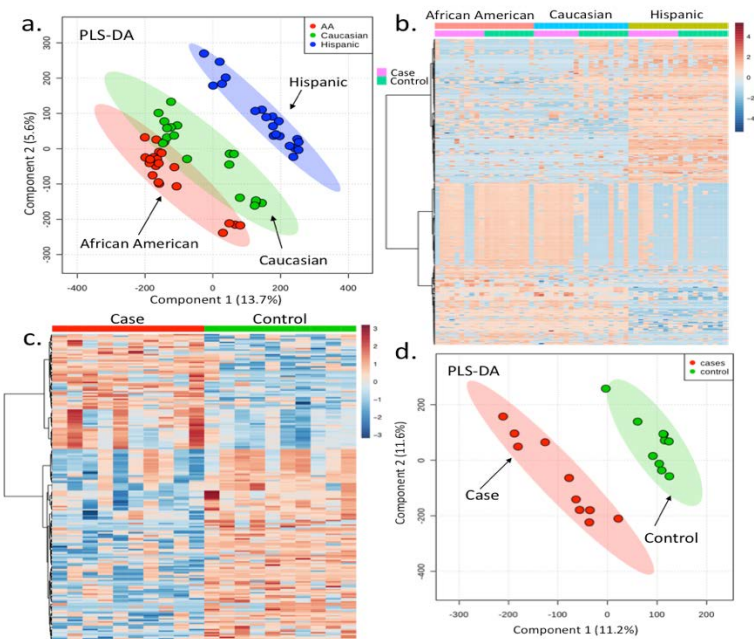 a.
PLS-DA
AA
Caucasian
Hispanic
Hispanic
African American
Caucasian
Component 2 (5.6%)
300
200
100
0
-100
-200
-300
-400
-200
0
200
400
Component 1 (13.7%)
b.
African American Caucasian Hispanic
Case
Control
4
2
0
-2
-4
c.
Case Control
3
2
1
0
-1
-2
-3
d.
PLS-DA
cases
control
Case
Control
Component 2 (11.6%)
200
0
-200
-400
-300
-200
-100
0
100
200
Component 1 (11.2%)